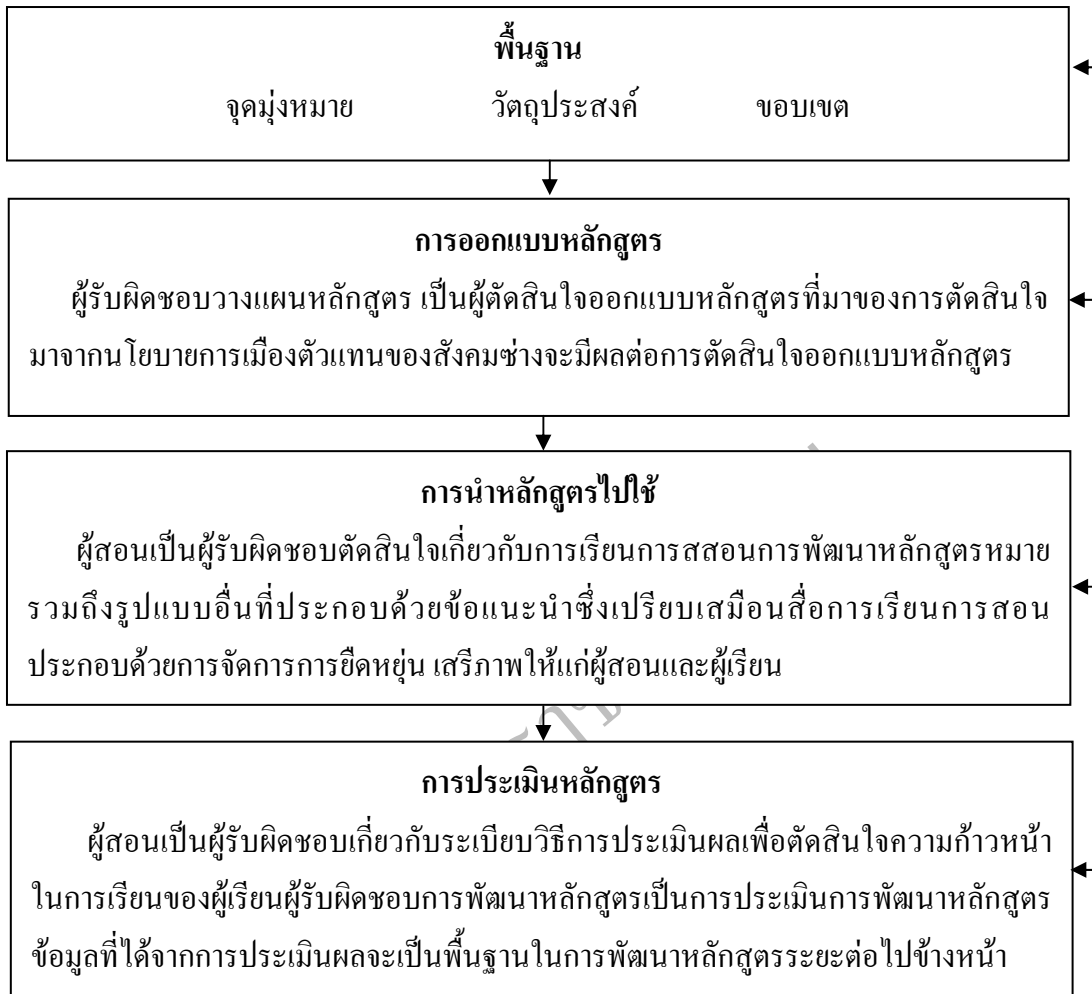 พื้นฐาน
จุดมุ่งหมาย วัตถุประสงค์ ขอบเขต
การออกแบบหลักสูตร
ผู้รับผิดชอบวางแผนหลักสูตร เป็นผู้ตัดสินใจออกแบบหลักสูตรที่มาของการตัดสินใจ
มาจากนโยบายการเมืองตัวแทนของสังคมซ่างจะมีผลต่อการตัดสินใจออกแบบหลักสูตร
การนำหลักสูตรไปใช้
ผู้สอนเป็นผู้รับผิดชอบตัดสินใจเกี่ยวกับการเรียนการสสอนการพัฒนาหลักสูตรหมาย
รวมถึงรูปแบบอื่นที่ประกอบด้วยข้อแนะนำซึ่งเปรียบเสมือนสื่อการเรียนการสอน
ประกอบด้วยการจัดการการยืดหยุ่น เสรีภาพให้แก่ผู้สอนและผู้เรียน
การประเมินหลักสูตร
ผู้สอนเป็นผู้รับผิดชอบเกี่ยวกับระเบียบวิธีการประเมินผลเพื่อตัดสินใจความก้าวหน้า
ในการเรียนของผู้เรียนผู้รับผิดชอบการพัฒนาหลักสูตรเป็นการประเมินการพัฒนาหลักสูตร
ข้อมูลที่ได้จากการประเมินผลจะเป็นพื้นฐานในการพัฒนาหลักสูตรระยะต่อไปข้างหน้า